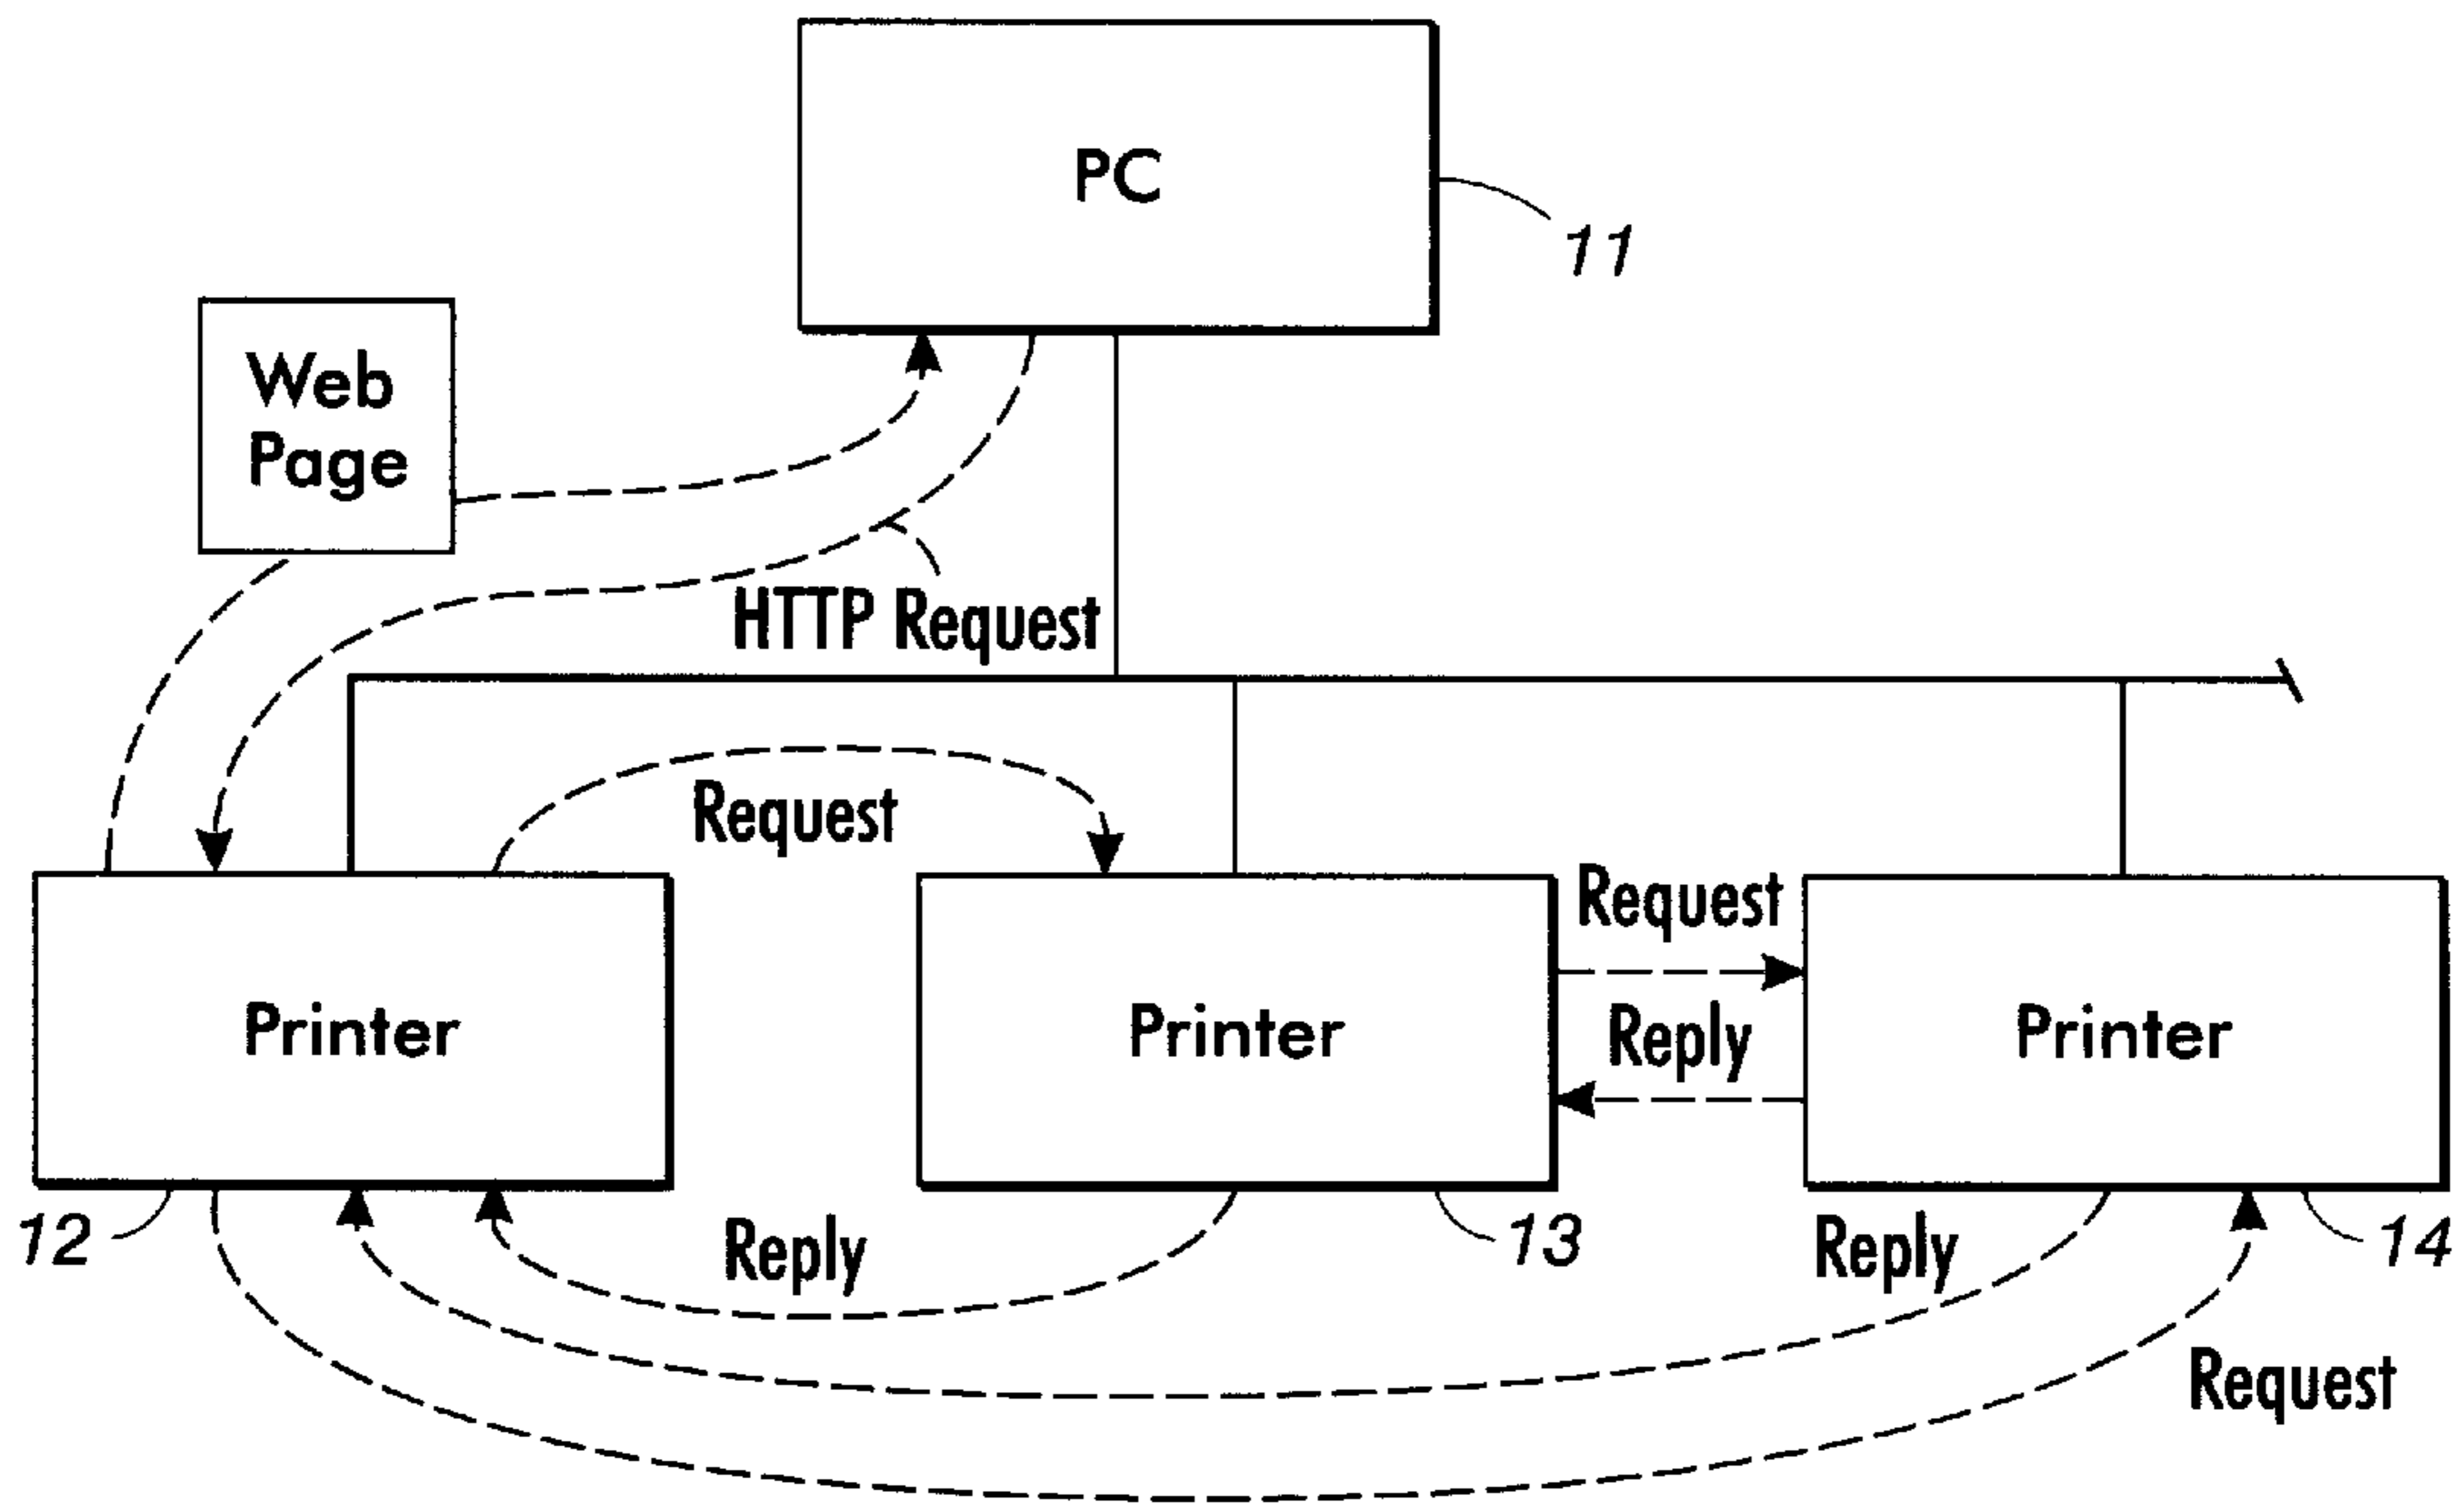 PC
11
Web
Page
HTTP Request
Request
Request
Reply
Printer
Printer
Printer
12
Reply
13
Reply
14
Request